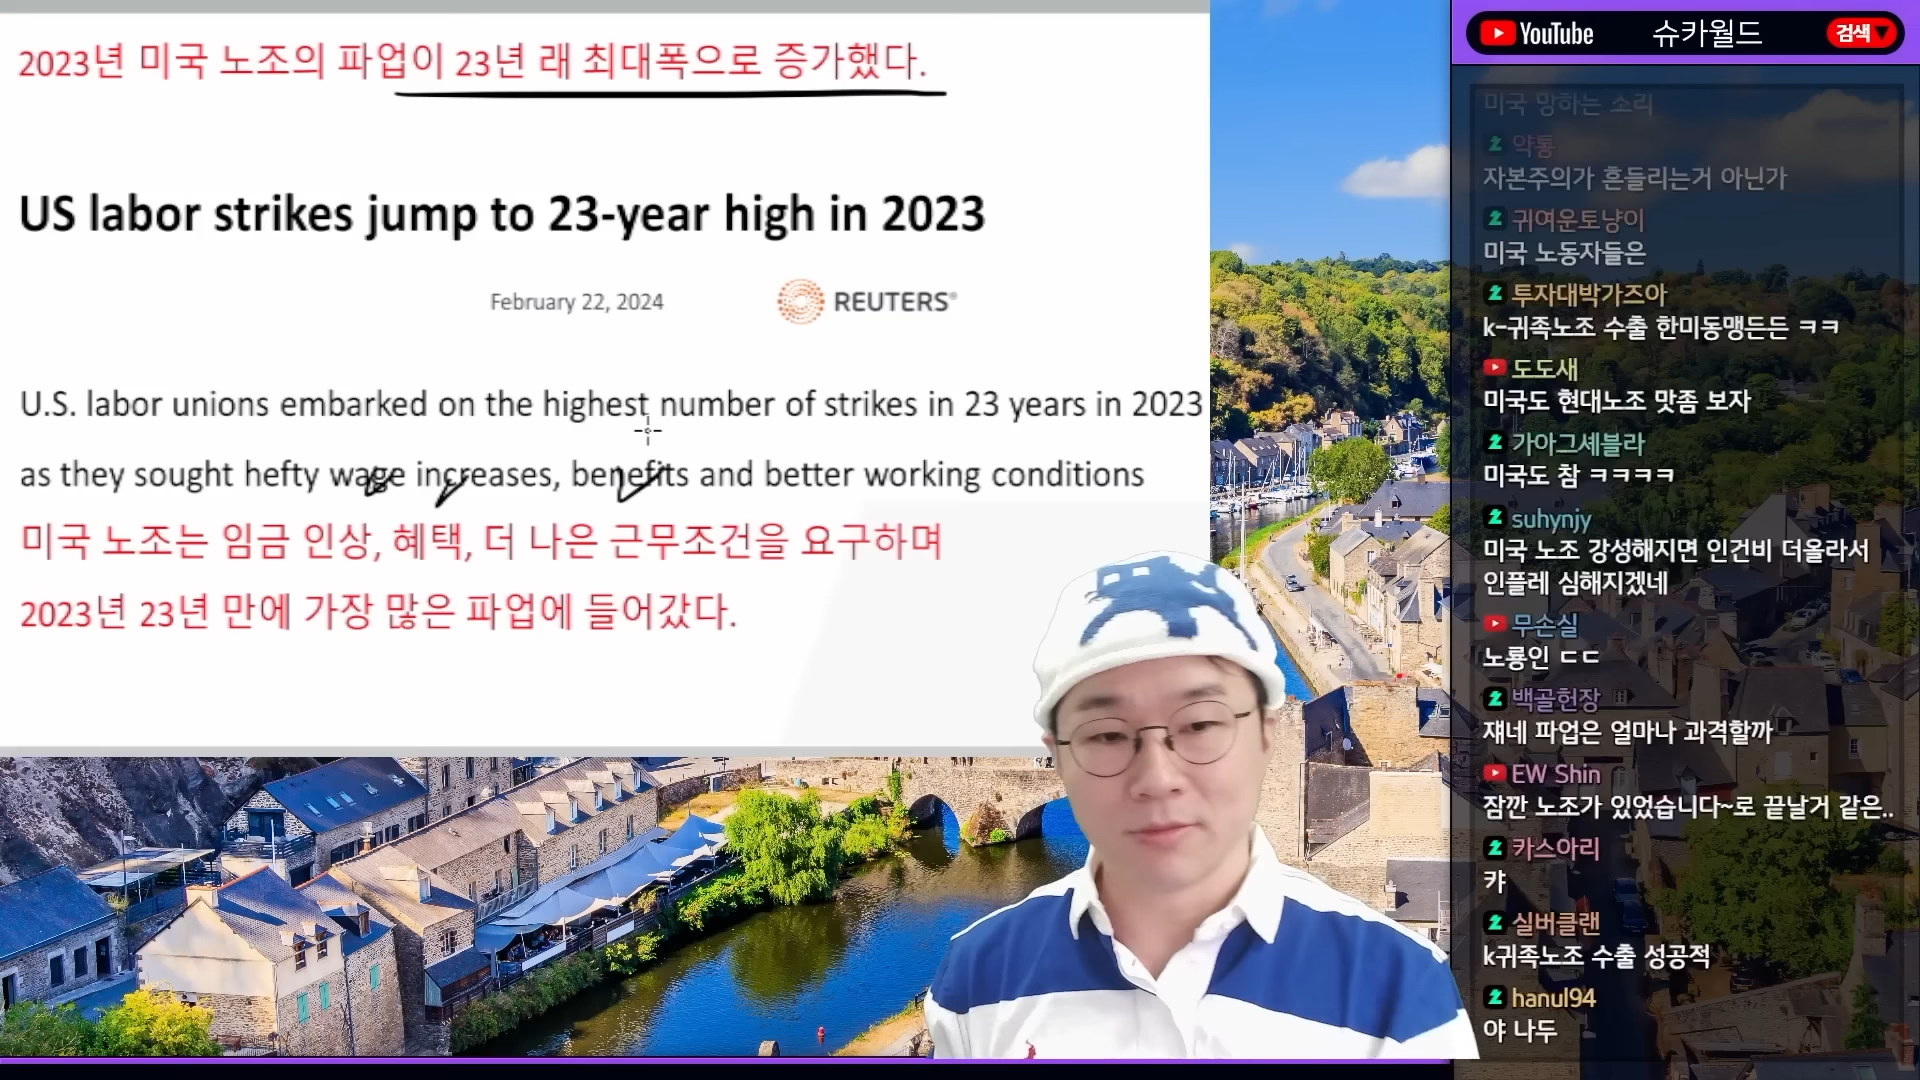 2023년 미국 노조의 파업이 23년 래 최대폭으로 증가했다.
US labor strikes jump to 23-year high in 2023
February 22, 2024
REUTERS
U.S. labor unions embarked on the highest number of strikes in 23 years in 2023
as they sought hefty wage increases, benefits and better working conditions
미국 노조는 임금 인상, 혜택, 더 나은 근무조건을 요구하며
2023년 23년 만에 가장 많은 파업에 들어갔다.
YouTube
슈카월드
검색▼
미국 망하는 소리
약통
자본주의가 흔들리는거 아닌가
귀여운토냥이
미국 노동자들은
투자대박가즈아
k-귀족노조 수출 한미동맹든든 ㅋㅋ
도도새
미국도 현대노조 맛좀 보자
가아그셰블라
미국도 참 ㅋㅋㅋㅋ
suhynjy
미국 노조 강성해지면 인건비 더올라서
인플레 심해지겠네
무손실
노룡인 ㄷㄷ
백골헌장
쟤네 파업은 얼마나 과격할까
EW Shin
잠깐 노조가 있었습니다~로 끝날거 같은..
카스아리
캬
실버클랜
k귀족노조 수출 성공적
hanul94
야 나두